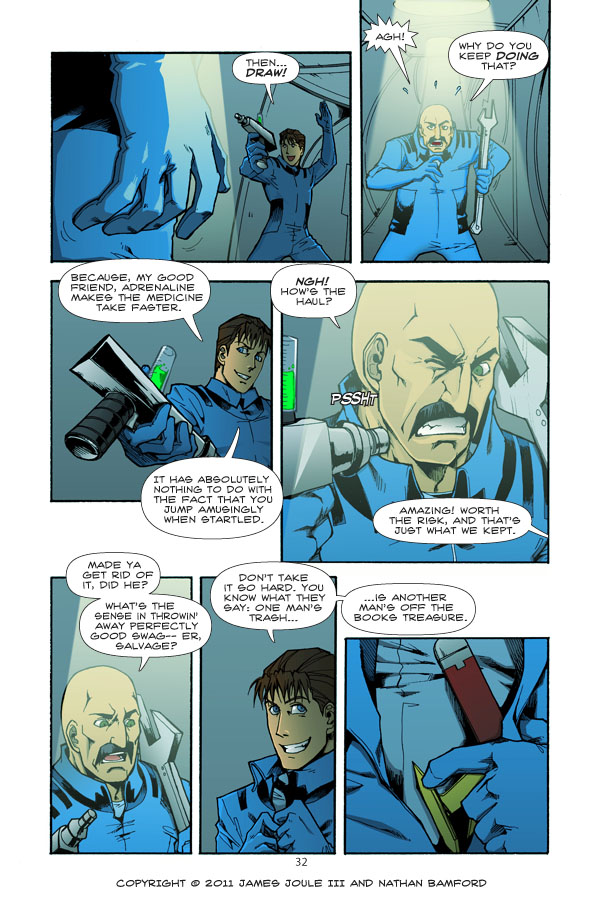 THEN...
DRAW!
AGH!
WHY DO YOU
KEEP DOING
THAT?
BECAUSE, MY GOOD
FRIEND, ADRENALINE
MAKES THE MEDICINE
TAKE FASTER.
IT HAS ABSOLUTELY
NOTHING TO DO WITH
THE FACT THAT YOU
JUMP AMUSINGLY
WHEN STARTLED.
NGH!
HOW'S THE
HAUL?
PSSHT
AMAZING! WORTH
THE RISK, AND THAT'S
JUST WHAT WE KEPT.
MADE YA
GET RID OF
IT, DID HE?
WHAT'S THE
SENSE IN THROWIN'
AWAY PERFECTLY
GOOD SWAG-- ER,
SALVAGE?
DON'T TAKE
IT SO HARD. YOU
KNOW WHAT THEY
SAY: ONE MAN'S
TRASH...
...IS ANOTHER
MAN'S OFF THE
BOOKS TREASURE.
32
COPYRIGHT © 2011 JAMES JOULE III AND NATHAN BAMFORD